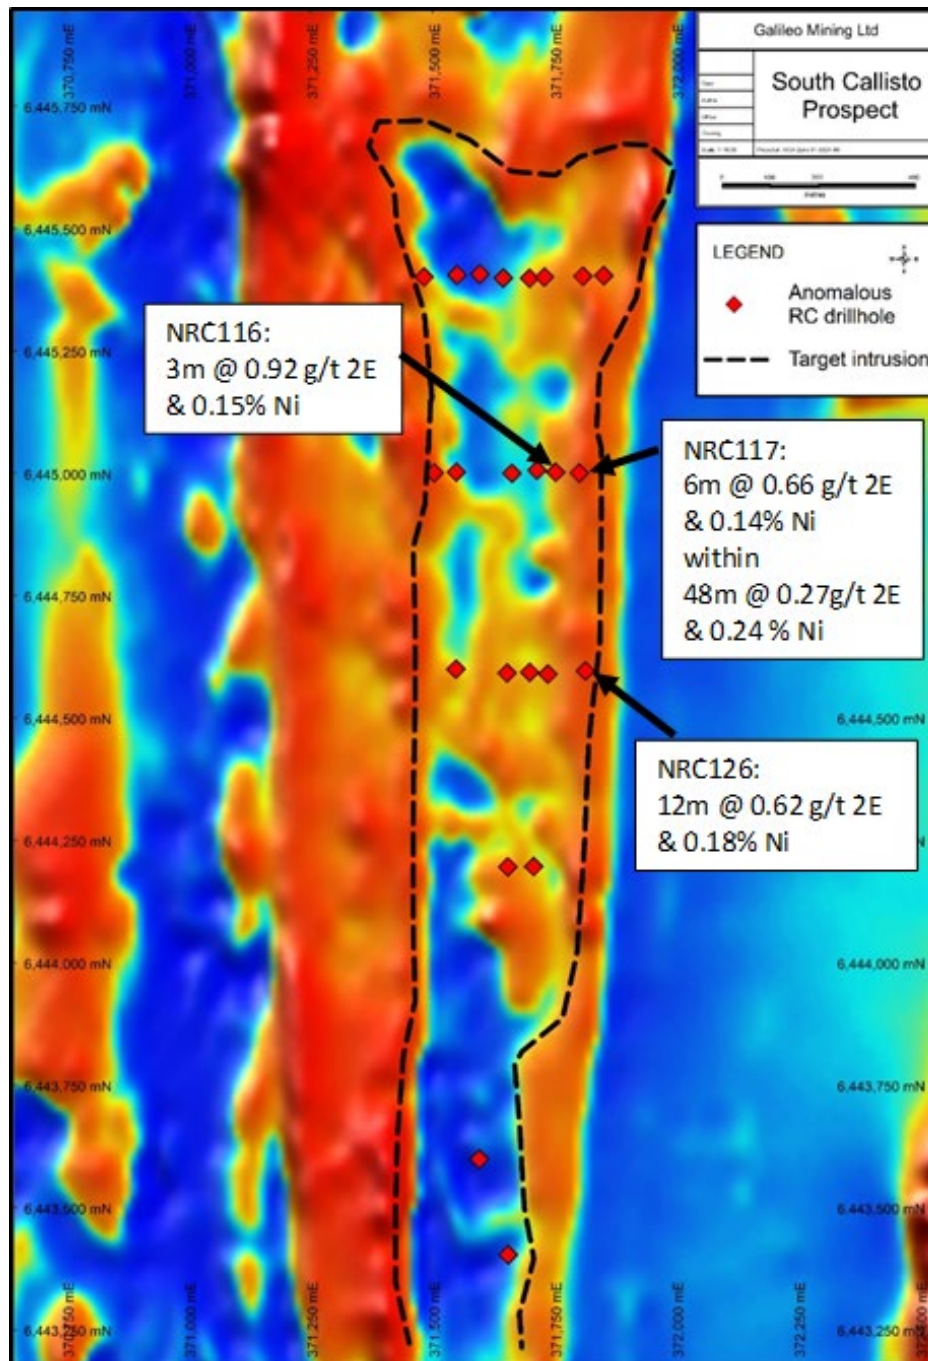 Galileo Mining Ltd
South Callisto
Prospect
LEGEND
Anomalous
RC drillhole
Target intrusion
370,750 mE
371,000 mE
371,250 mE
371,500 mE
371,750 mE
372,000 mE
6,445,750 mN
6,445,500 mN
6,445,250 mN
6,445,000 mN
6,444,750 mN
6,444,500 mN
6,444,250 mN
6,444,000 mN
6,443,750 mN
6,443,500 mN
6,443,250 mN
NRC116:
3m @ 0.92 g/t 2E
& 0.15% Ni
NRC117:
6m @ 0.66 g/t 2E
& 0.14% Ni
within
48m @ 0.27g/t 2E
& 0.24 % Ni
NRC126:
12m @ 0.62 g/t 2E
& 0.18% Ni
6,444,500 mN
6,444,000 mN
6,443,750 mN
6,443,500 mN
6,443,250 mN
370,750 mE
371,000 mE
371,250 mE
371,500 mE
371,750 mE
372,000 mE
372,250 mE